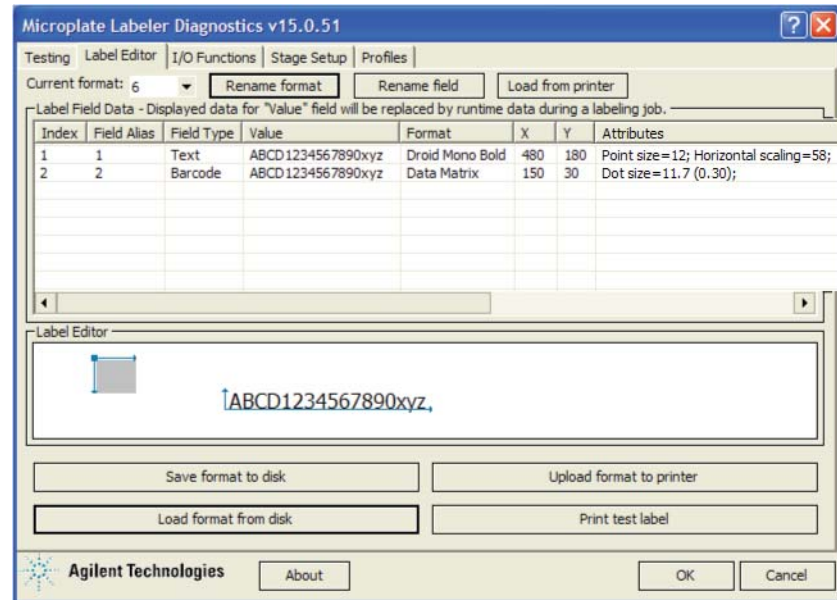 Microplate Labeler Diagnostics v15.0.51
Testing Label Editor I/O Functions Stage Setup Profiles
Current format: 6 Rename format Rename field Load from printer
Label Field Data - Displayed data for "Value" field will be replaced by runtime data during a labeling job.
Index Field Alias Field Type Value Format X Y Attributes
1 1 Text ABCD1234567890xyz Droid Mono Bold 480 180 Point size=12; Horizontal scaling=58;
2 2 Barcode ABCD1234567890xyz Data Matrix 150 30 Dot size=11.7 (0.30);
Label Editor
ABCD1234567890xyz
Save format to disk Upload format to printer
Load format from disk Print test label
Agilent Technologies About OK Cancel